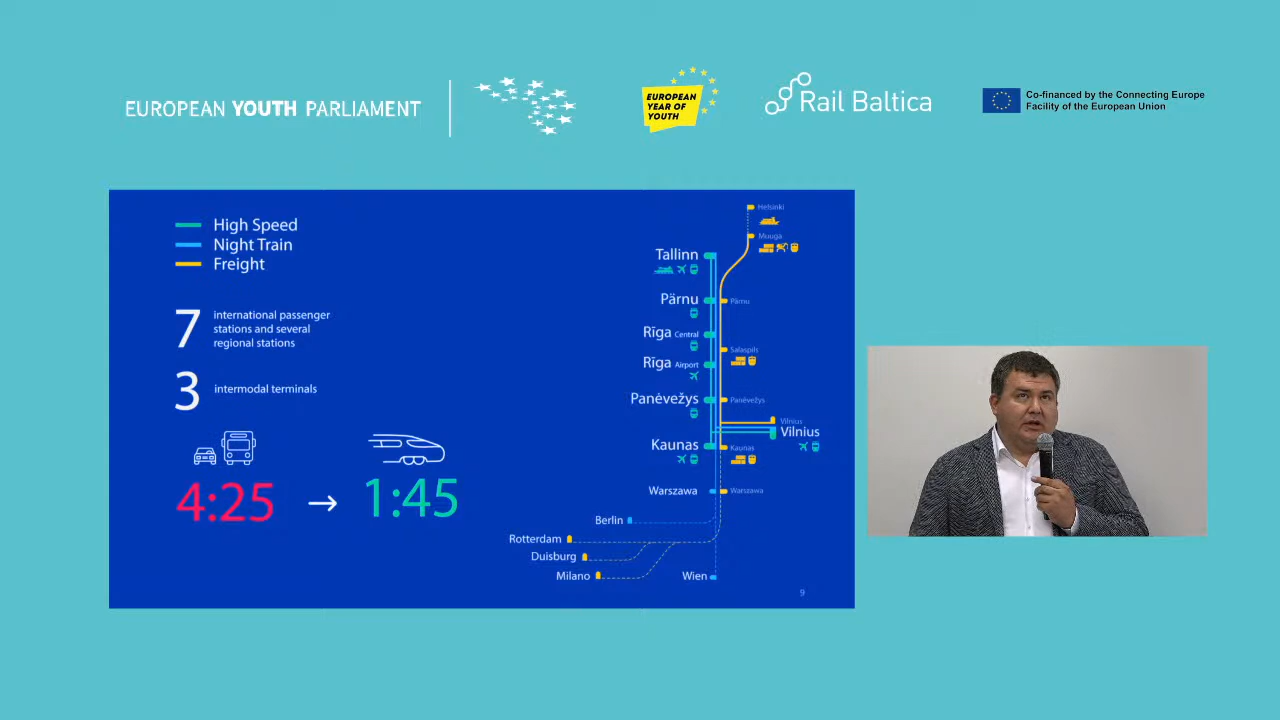 EUROPEAN YOUTH PARLIAMENT
EUROPEAN
YEAR OF
YOUTH
Rail Baltica
Co-financed by the Connecting Europe
Facility of the European Union
High Speed
Night Train
Freight
7
international passenger
stations and several
regional stations
3
intermodal terminals
4:25 → 1:45
Helsinki
Mouga
Tallinn
Pärnu
Pärnu
Rīga Central
Salaspils
Rīga Airport
Panėvežys
Panevėžys
Vilnius
Vilnius
Kaunas
Kaunas
Warszawa
Warszawa
Berlin
Rotterdam
Duisburg
Milano
Wien
9